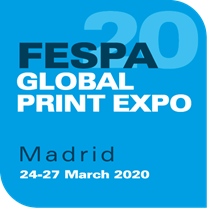 20
FESPA
GLOBAL
PRINT EXPO
Madrid
24-27 March 2020